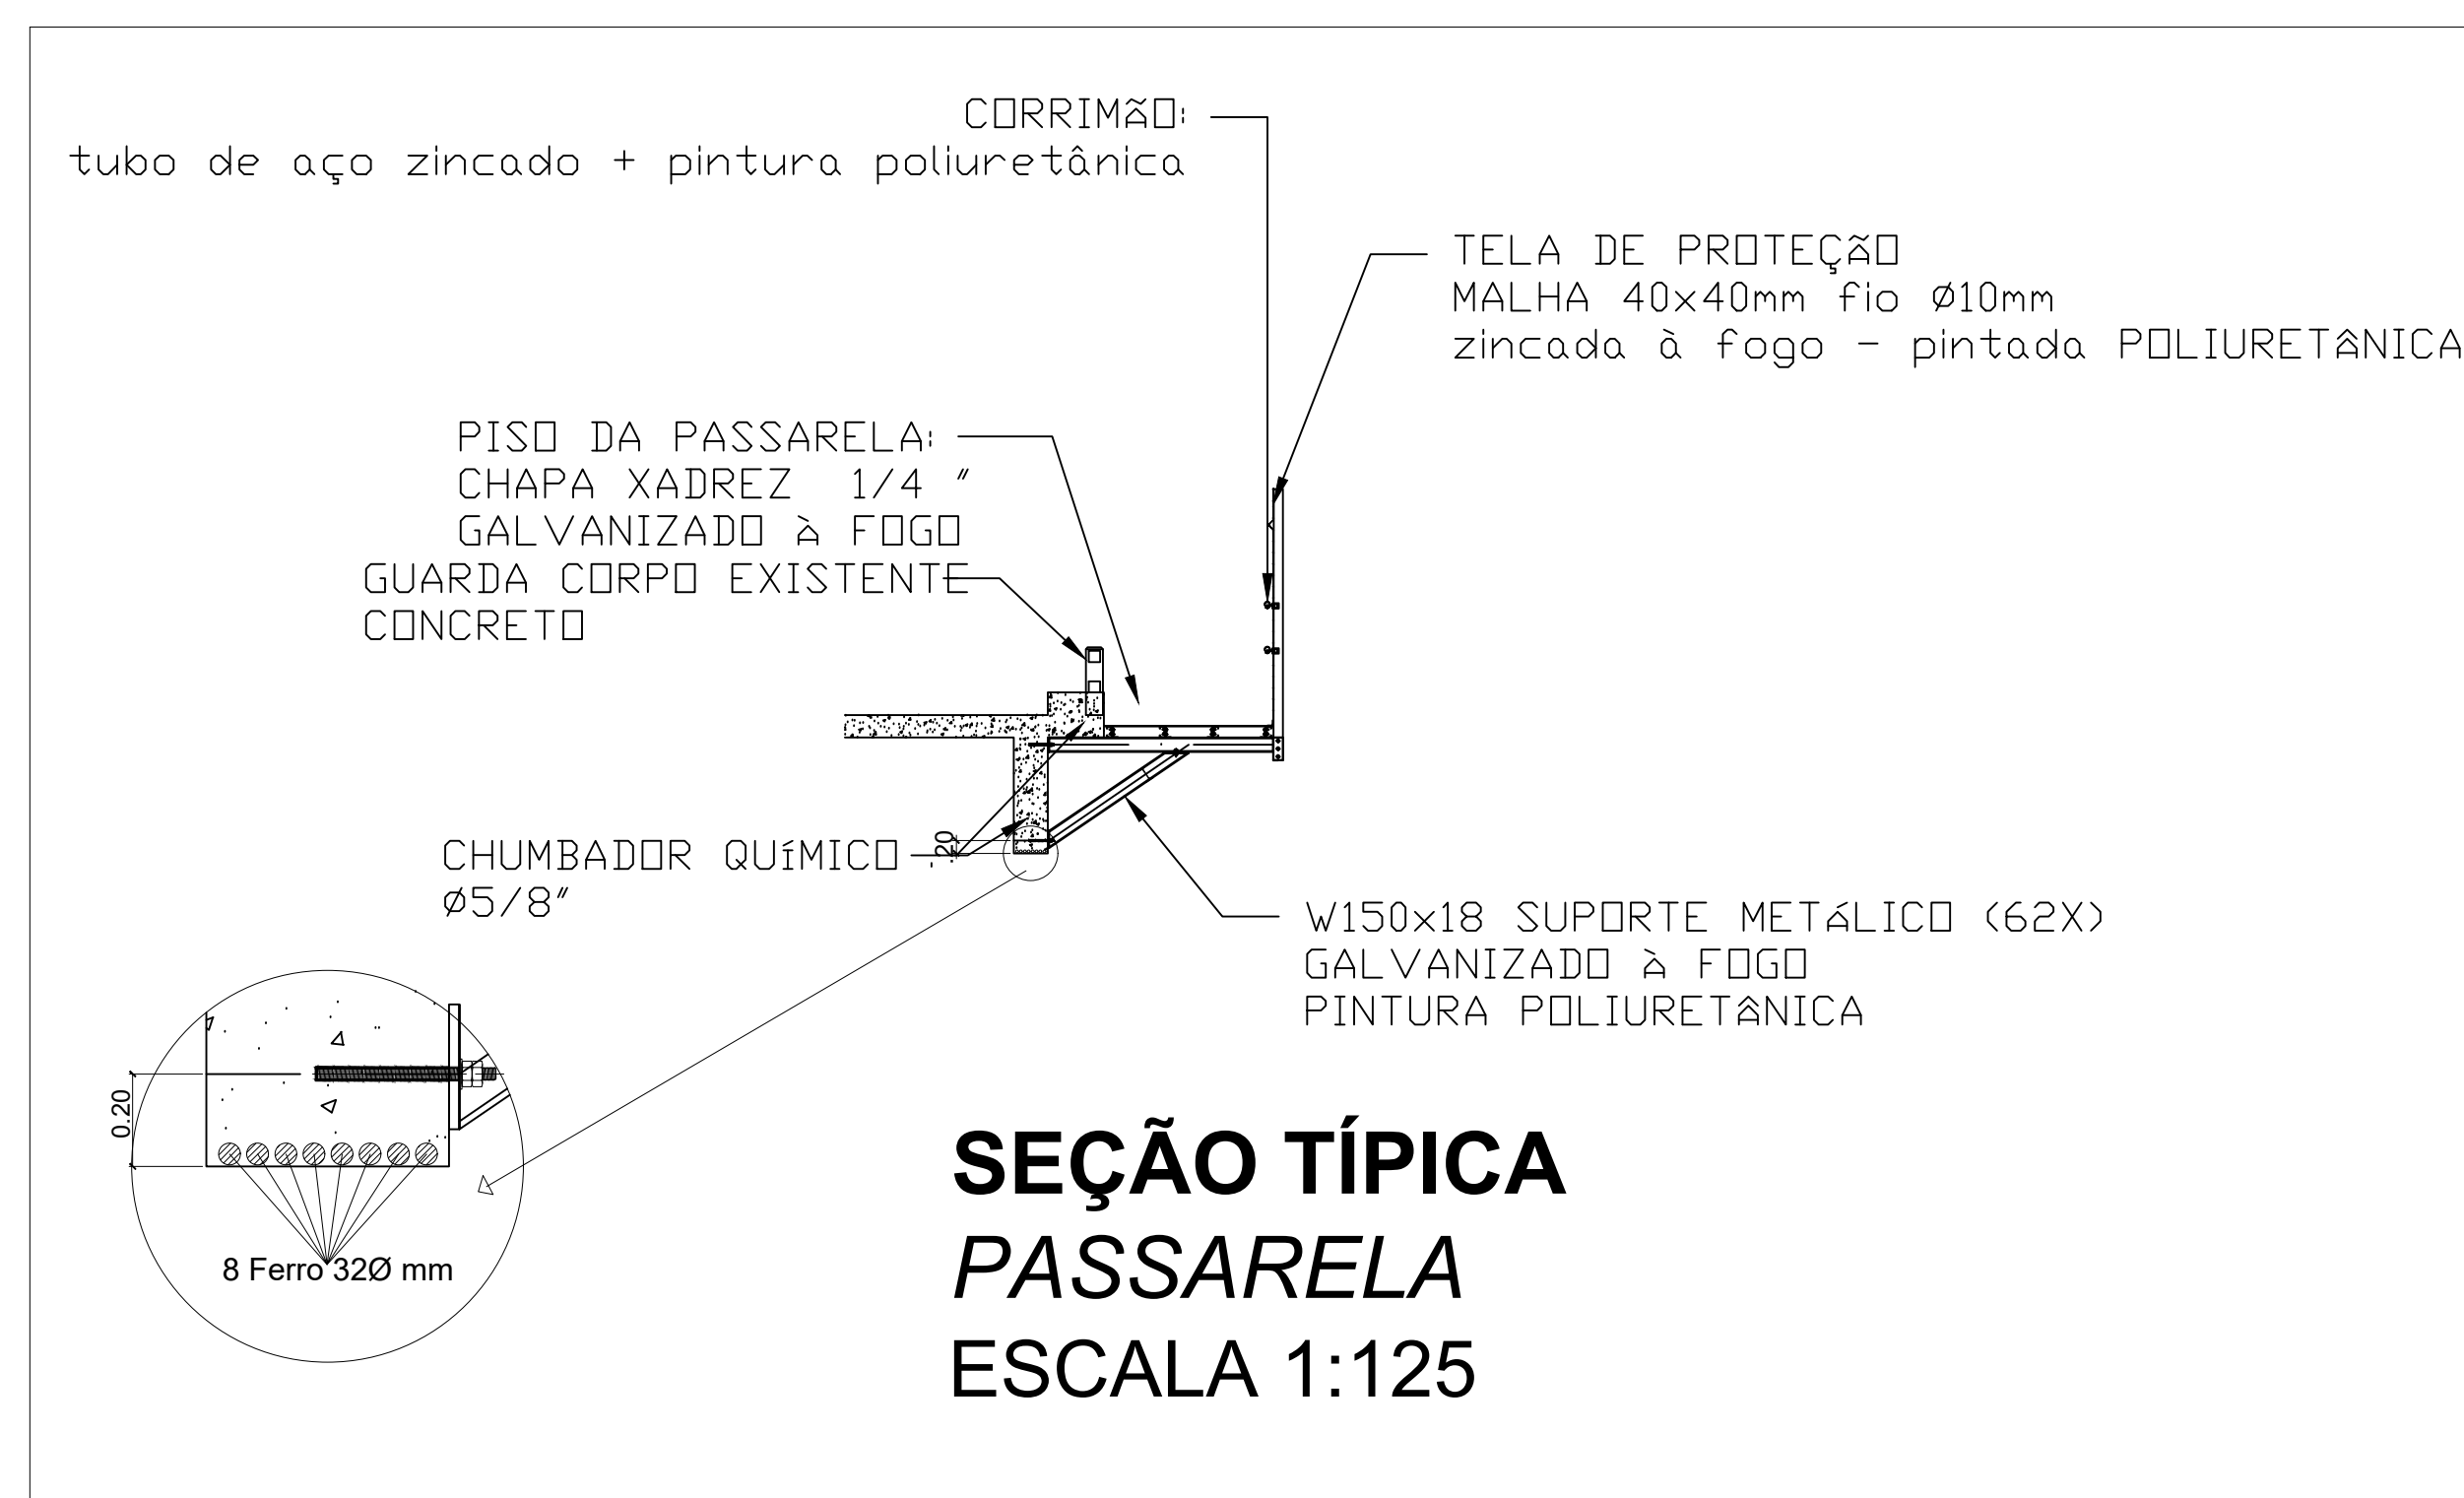 CORRIMÃO:
tubo de aço zincado + pintura poliuretânica
TELA DE PROTEÇÃO
MALHA 40x40mm fio Ø10mm
zincada à fogo - pintada POLIURETÂNICA
PISO DA PASSARELA:
CHAPA XADREZ 1/4 "
GALVANIZADO À FOGO
GUARDA CORPO EXISTENTE
CONCRETO
CHUMBADOR QUÍMICO
Ø5/8"
.20
W150x18 SUPORTE METÁLICO (62X)
GALVANIZADO À FOGO
PINTURA POLIURETÂNICA
0.20
8 Ferro 32Ø mm
SEÇÃO TÍPICA
PASSARELA
ESCALA 1:125